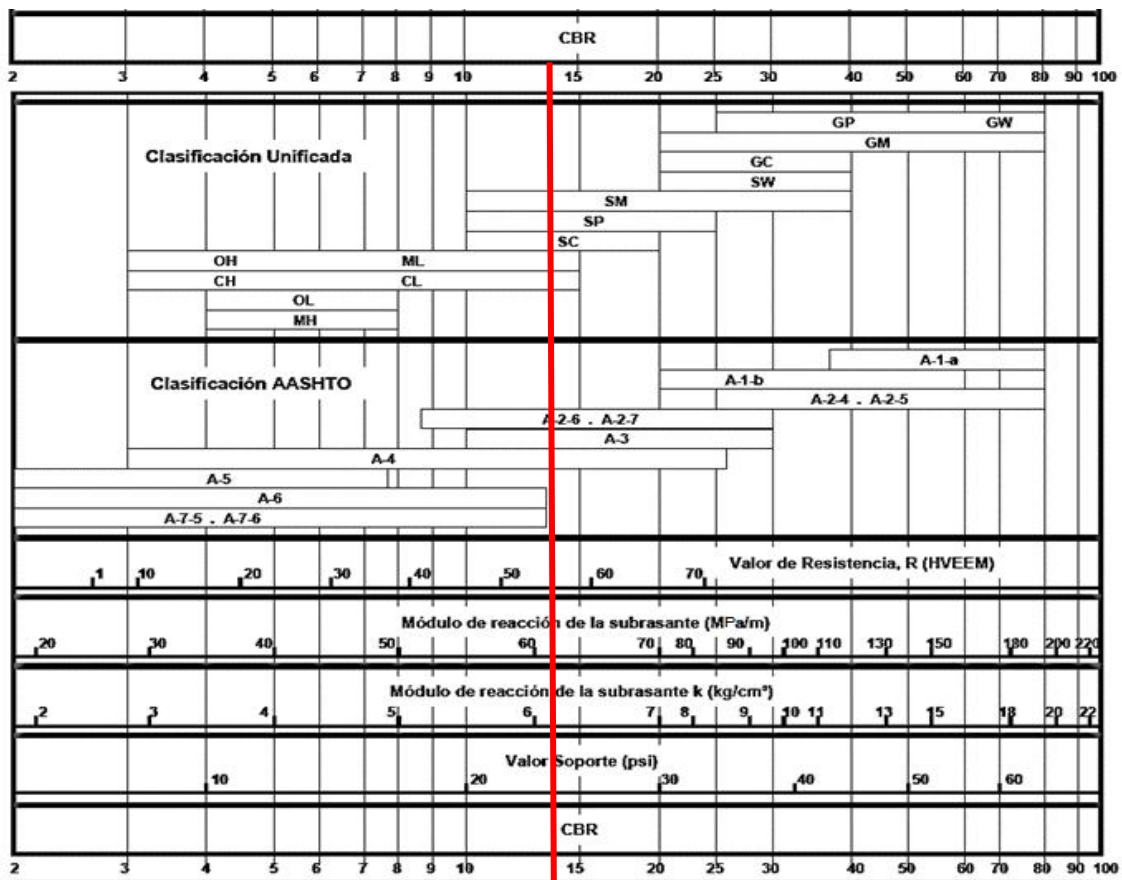 CBR
2 3 4 5 6 7 8 9 10 15 20 25 30 40 50 60 70 80 90 100
GP GW
Clasificación Unificada
GM
GC
SW
SM
SP
SC
OH ML
CH CL
OL
MH
A-1-a
Clasificación AASHTO
A-1-b
A-2-4 . A-2-5
A-2-6 . A-2-7
A-3
A-4
A-5
A-6
A-7-5 . A-7-6
Valor de Resistencia, R (HVEEM)
1 10 20 30 40 50 60 70
Módulo de reacción de la subrasante (MPa/m)
20 30 40 50 60 70 80 90 100 110 130 150 180 200 220
Módulo de reacción de la subrasante k (kg/cm³)
2 3 4 5 6 7 8 9 10 11 13 15 18 20 22
Valor Soporte (psi)
10 20 30 40 50 60
CBR
2 3 4 5 6 7 8 9 10 15 20 25 30 40 50 60 70 80 90 100